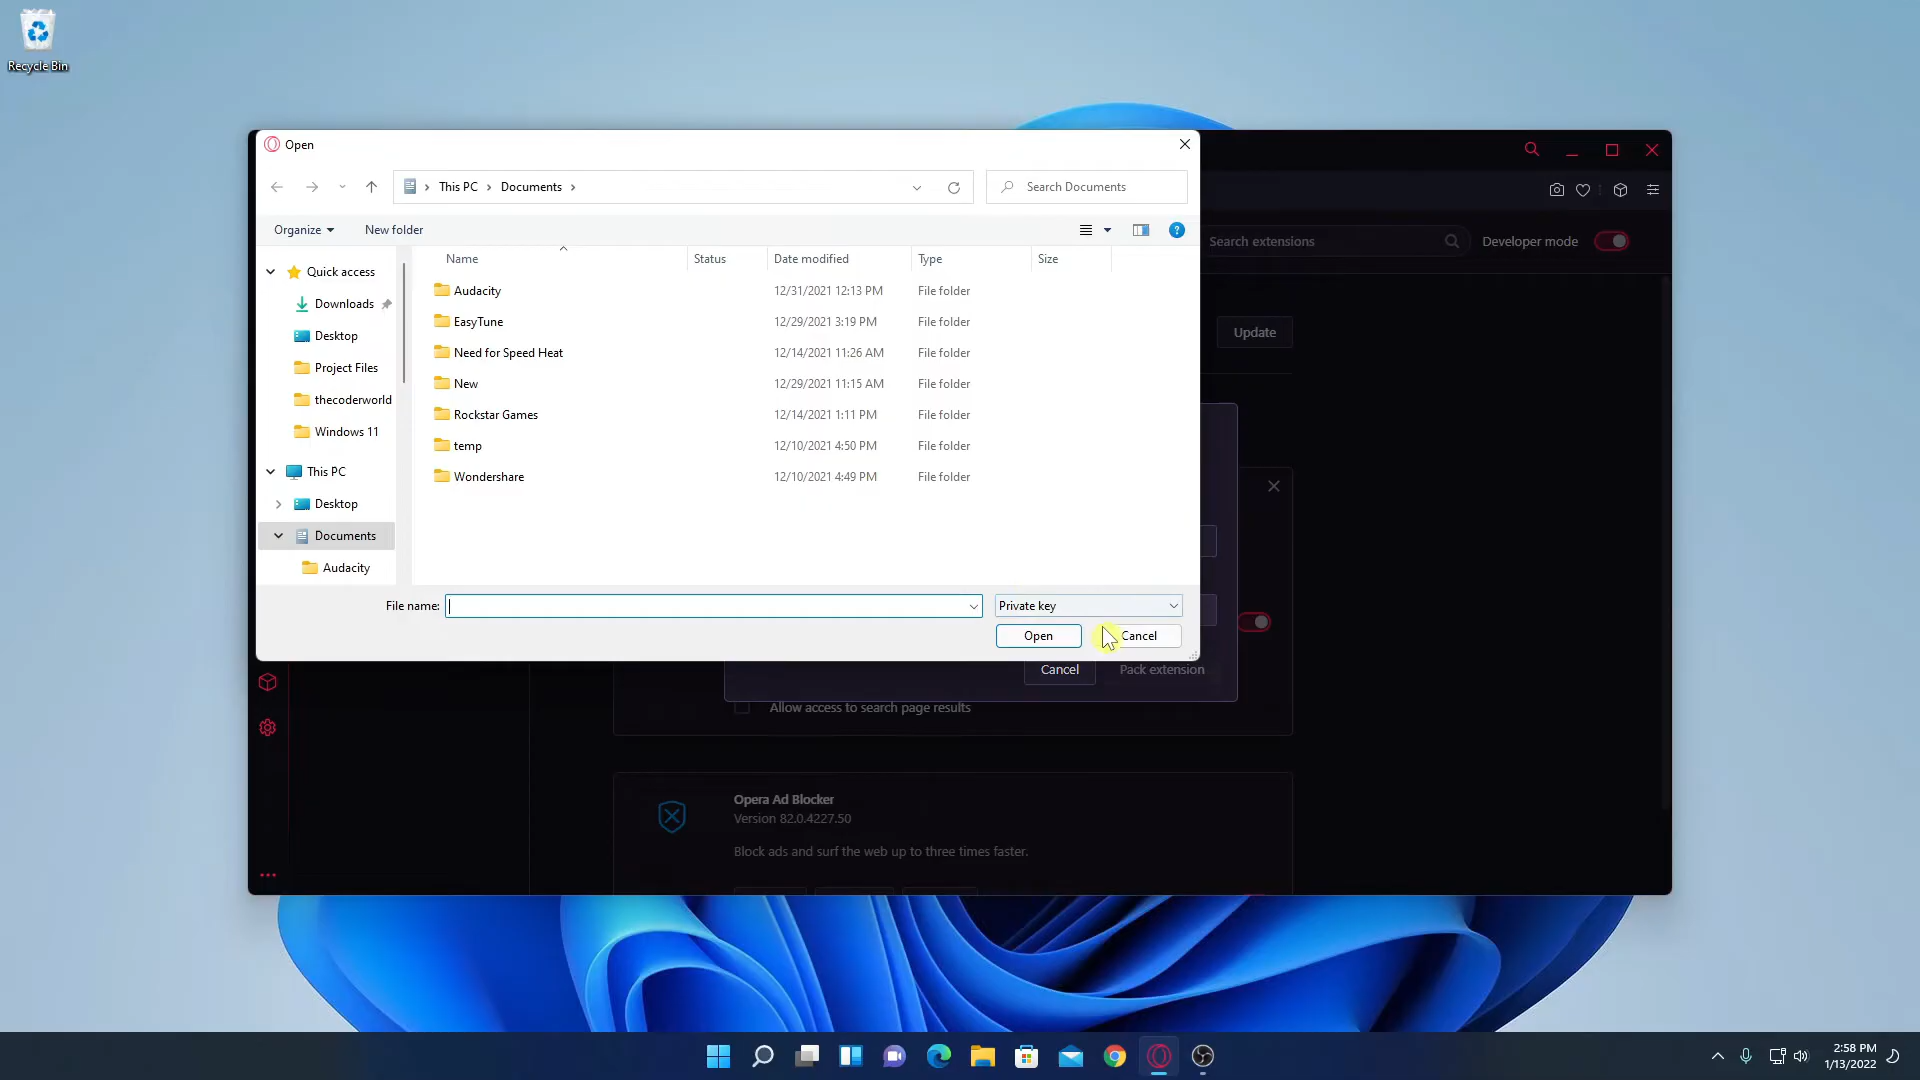 Recycle Bin
Open
This PC
Documents
Search Documents
Organize
New folder
Name
Status
Date modified
Type
Size
Quick access
Downloads
Desktop
Project Files
thecoderworld
Windows 11
This PC
Desktop
Documents
Audacity
Audacity 12/31/2021 12:13 PM File folder
EasyTune 12/29/2021 3:19 PM File folder
Need for Speed Heat 12/14/2021 11:26 AM File folder
New 12/29/2021 11:15 AM File folder
Rockstar Games 12/14/2021 1:11 PM File folder
temp 12/10/2021 4:50 PM File folder
Wondershare 12/10/2021 4:49 PM File folder
File name:
Private key
Open
Cancel
Search extensions
Developer mode
Update
Cancel
Pack extension
Allow access to search page results
Opera Ad Blocker
Version 82.0.4227.50
Block ads and surf the web up to three times faster.
2:58 PM
1/13/2022